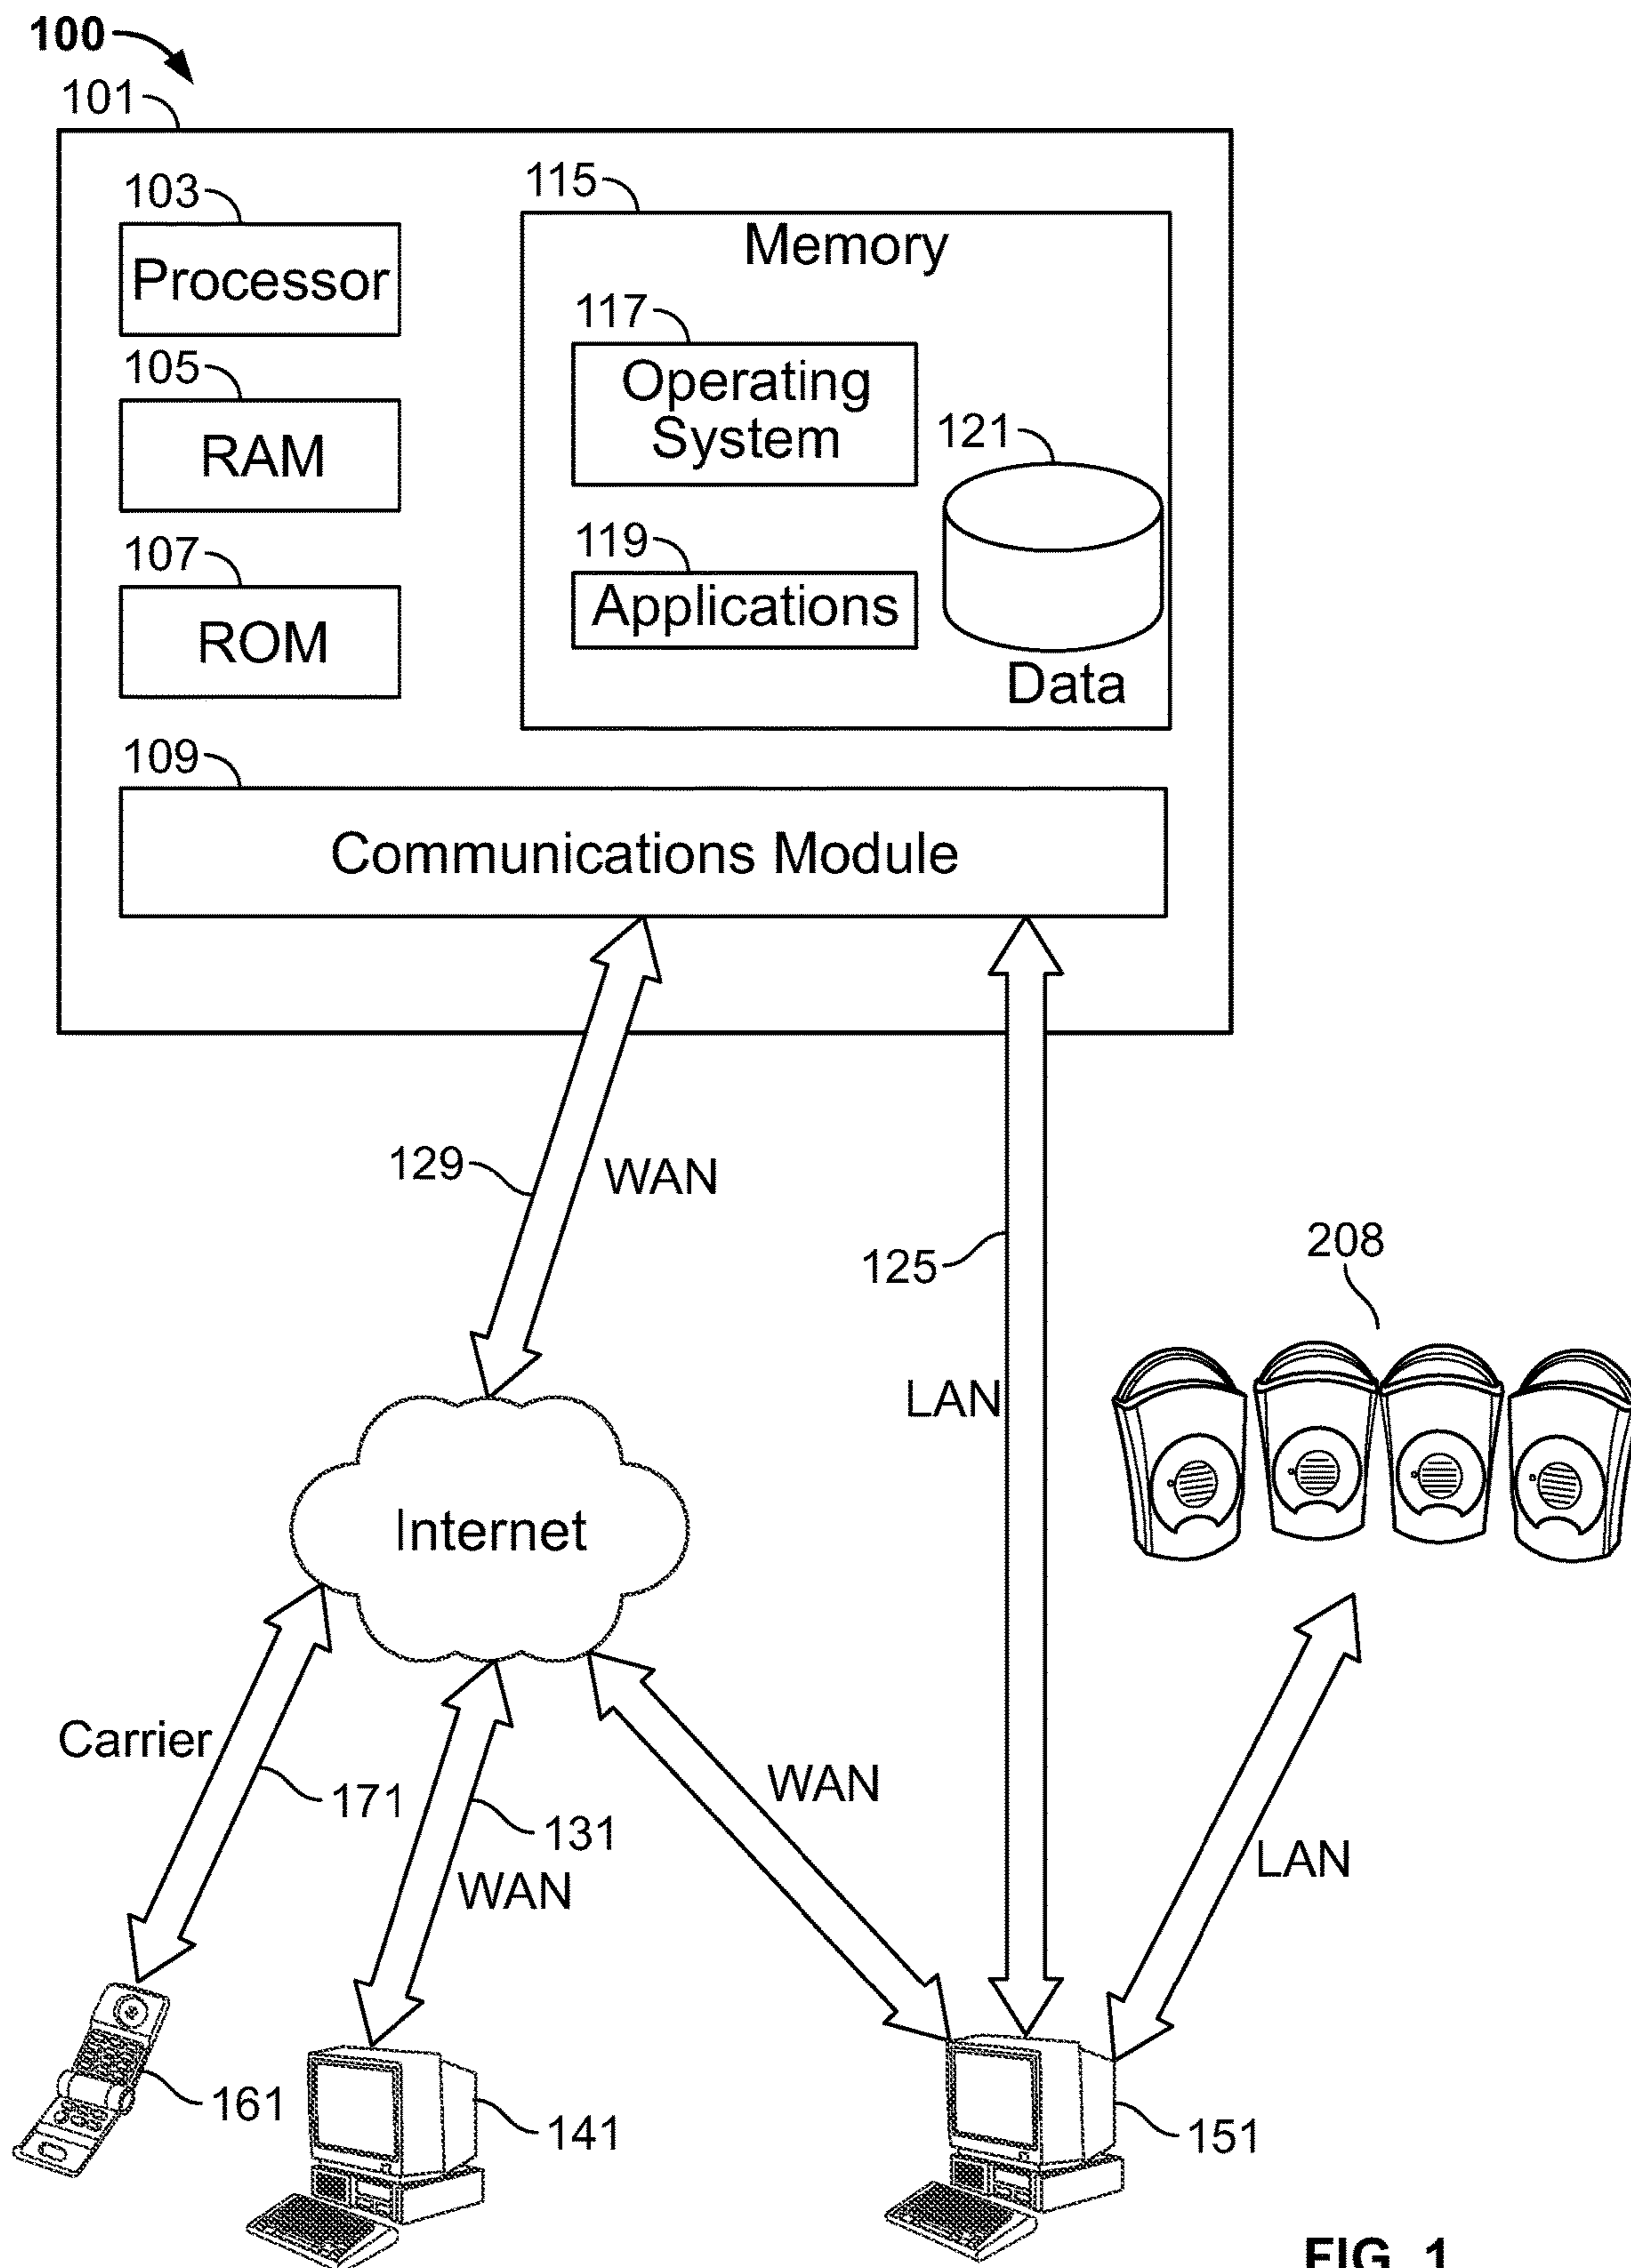 100
101
103
Processor
105
RAM
107
ROM
115
Memory
117
Operating
System
121
119
Applications
Data
109
Communications Module
129
WAN
125
208
LAN
Internet
Carrier
171
131
WAN
WAN
LAN
161
141
151
FIG. 1